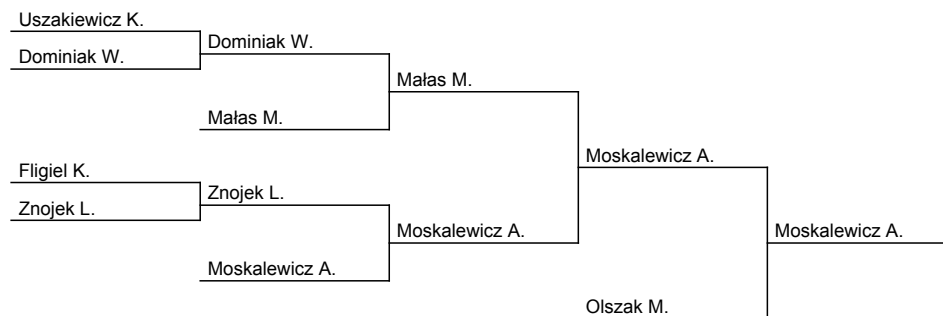 Uszakiewicz K.
Dominiak W.
Dominiak W.
Małas M.
Małas M.
Moskalewicz A.
Fligiel K.
Znojek L.
Znojek L.
Moskalewicz A.
Moskalewicz A.
Moskalewicz A.
Olszak M.